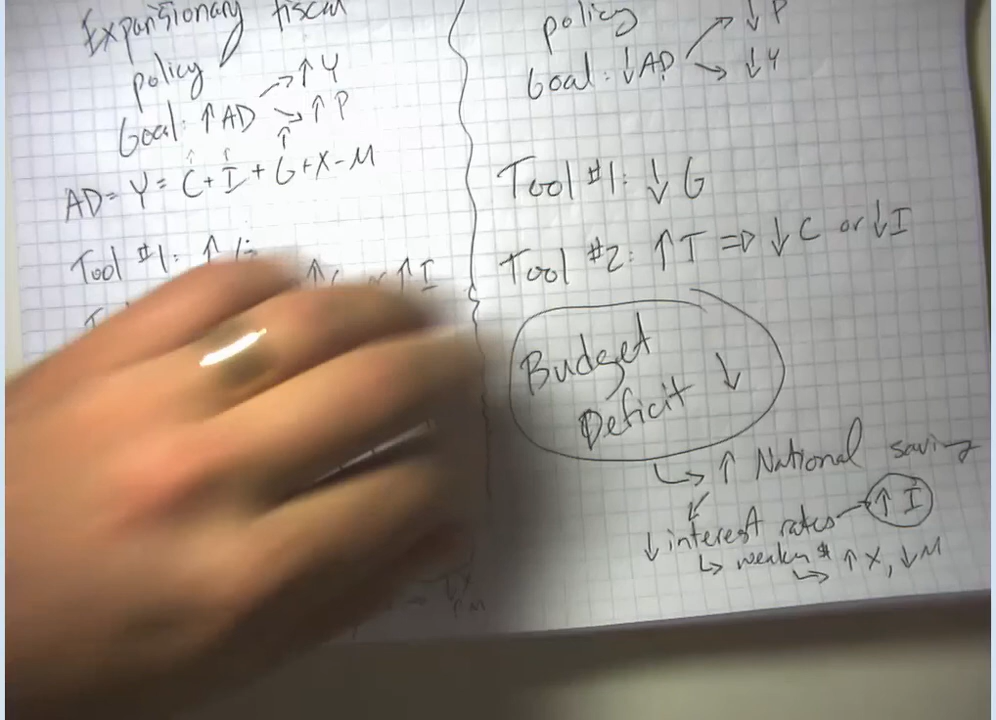 Expansionary fiscal
policy
Goal: ↑ AD → ↑ Y
→ ↑ P
AD = Y = C + I + G + X - M
Tool #1: ↑
↑ I
policy
Goal: ↓ AD → ↓ P
→ ↓ Y
Tool #1: ↓ G
Tool #2: ↑ T ⇒ ↓ C or ↓ I
Budget
Deficit ↓
↳ ↑ National saving
↓ interest rates → ↑ I
↳ weaken $
↳ ↑ X, ↓ M